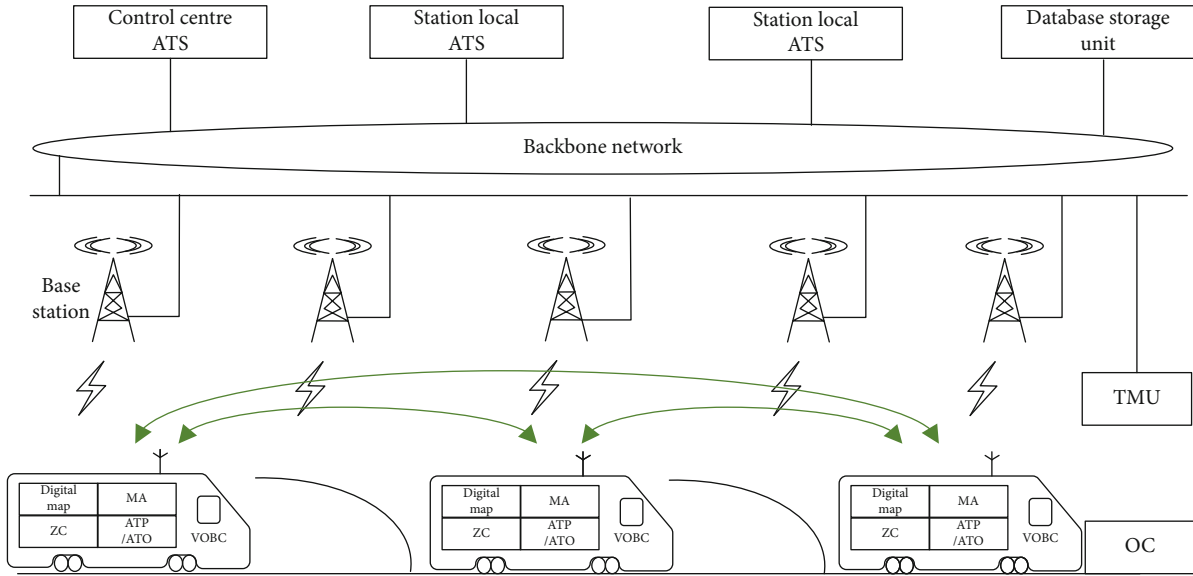 Control centre
ATS
Station local
ATS
Station local
ATS
Database storage
unit
Backbone network
Base
station
TMU
Digital
map
MA
ZC
ATP
/ATO
VOBC
Digital
map
MA
ZC
ATP
/ATO
VOBC
Digital
map
MA
ZC
ATP
/ATO
VOBC
OC